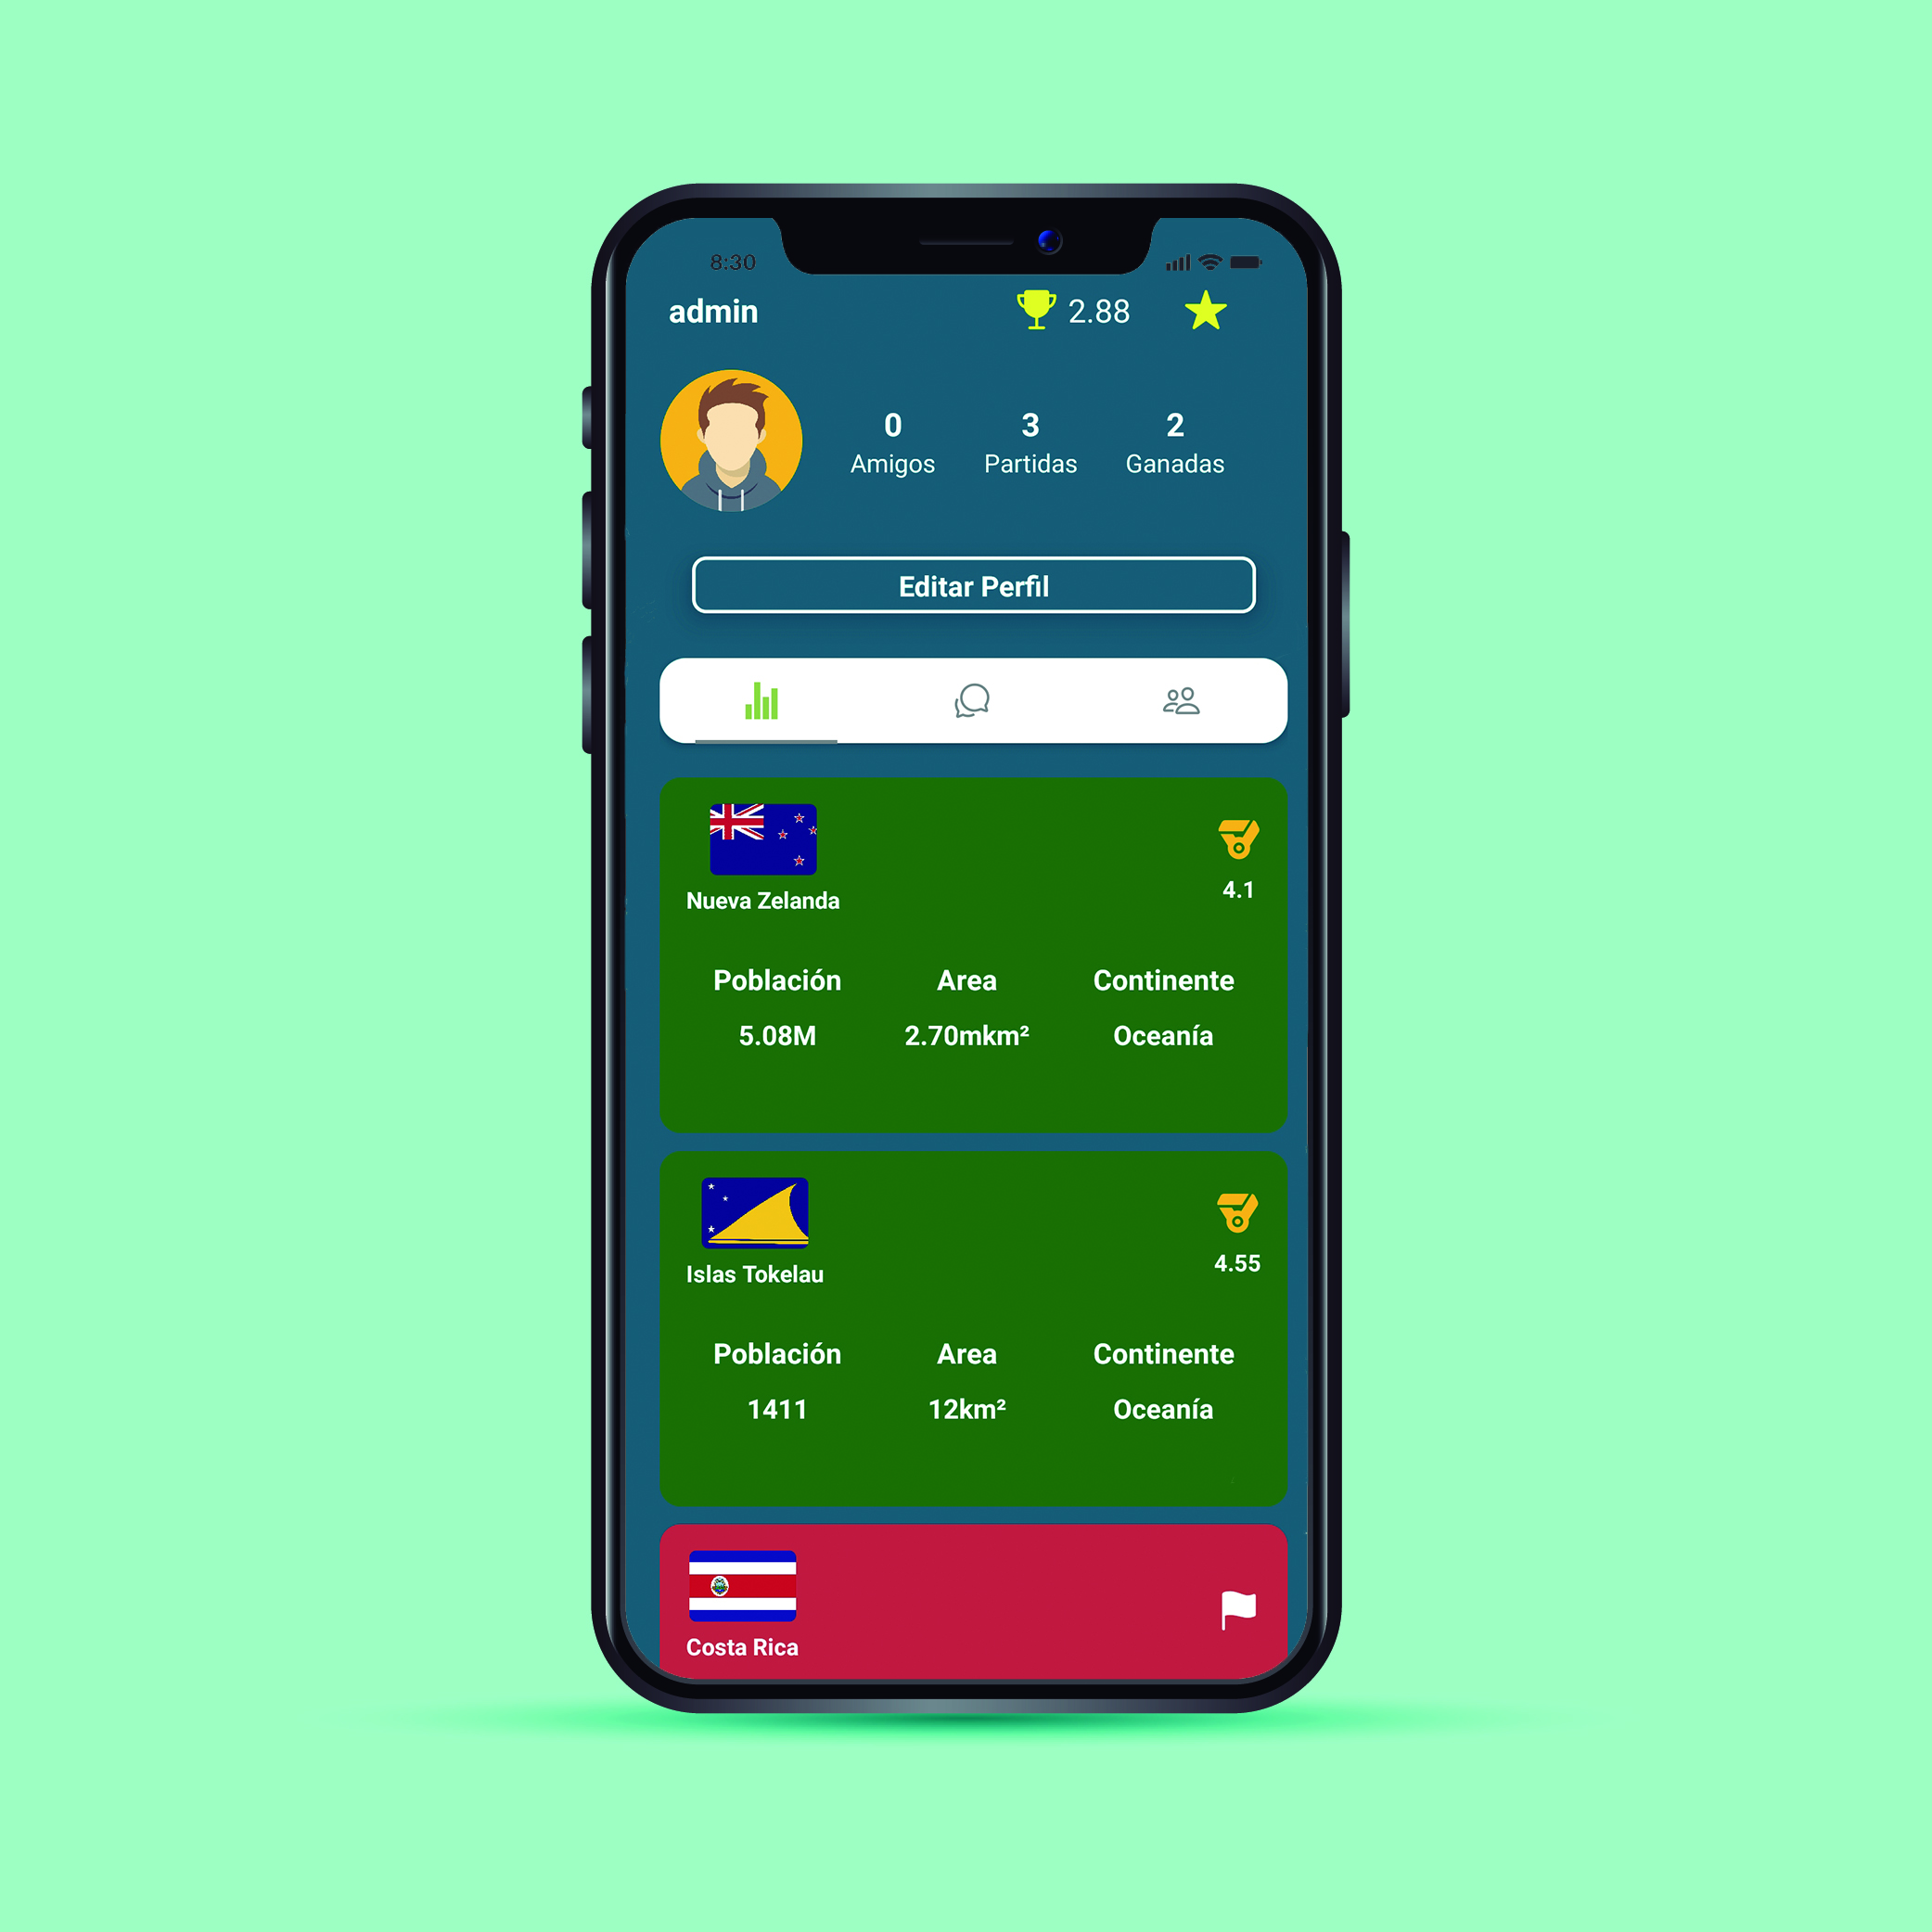 8:30
admin 2.88
0 3 2
Amigos Partidas Ganadas
Editar Perfil
Nueva Zelanda
4.1
Población Area Continente
5.08M 2.70mkm² Oceanía
Islas Tokelau
4.55
Población Area Continente
1411 12km² Oceanía
Costa Rica